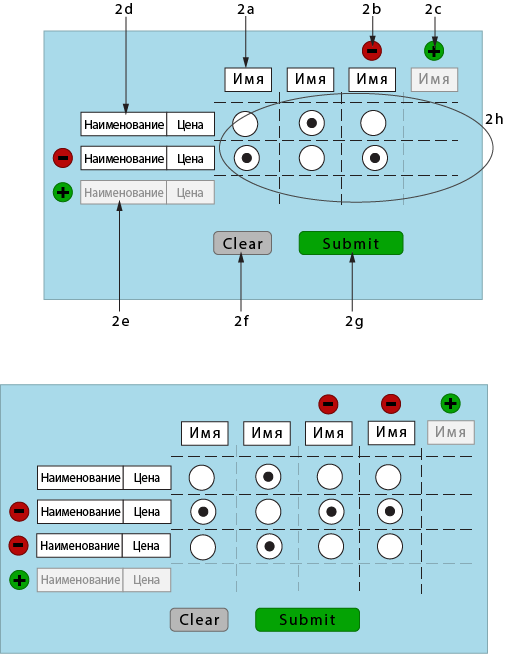 2d 2a 2b 2c
Имя Имя Имя Имя
Наименование Цена
2h
Наименование Цена
Наименование Цена
Clear Submit
2e 2f 2g
Имя Имя Имя Имя Имя
Наименование Цена
Наименование Цена
Наименование Цена
Наименование Цена
Clear Submit